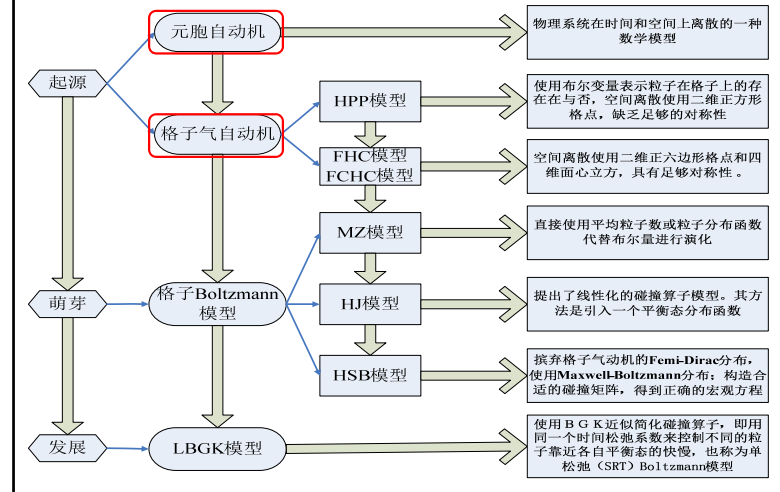 元胞自动机
物理系统在时间和空间上离散的一种
数学模型
起源
HPP模型
使用布尔变量表示粒子在格子上的存
在在与否，空间离散使用二维正方形
格点，缺乏足够的对称性
格子气自动机
FHC模型
FCHC模型
空间离散使用二维正六边形格点和四
维面心立方，具有足够对称性 。
MZ模型
直接使用平均粒子数或粒子分布函数
代替布尔量进行演化
萌芽
格子Boltzmann
模型
HJ模型
提出了线性化的碰撞算子模型。其方
法是引入一个平衡态分布函数
HSB模型
摈弃格子气动机的Femi-Dirac分布，
使用Maxwell-Boltzmann分布；构造合
适的碰撞矩阵，得到正确的宏观方程
发展
LBGK模型
使用ＢＧＫ近似简化碰撞算子，即用
同一个时间松弛系数来控制不同的粒
子靠近各自平衡态的快慢，也称为单
松弛（SRT）Boltzmann模型